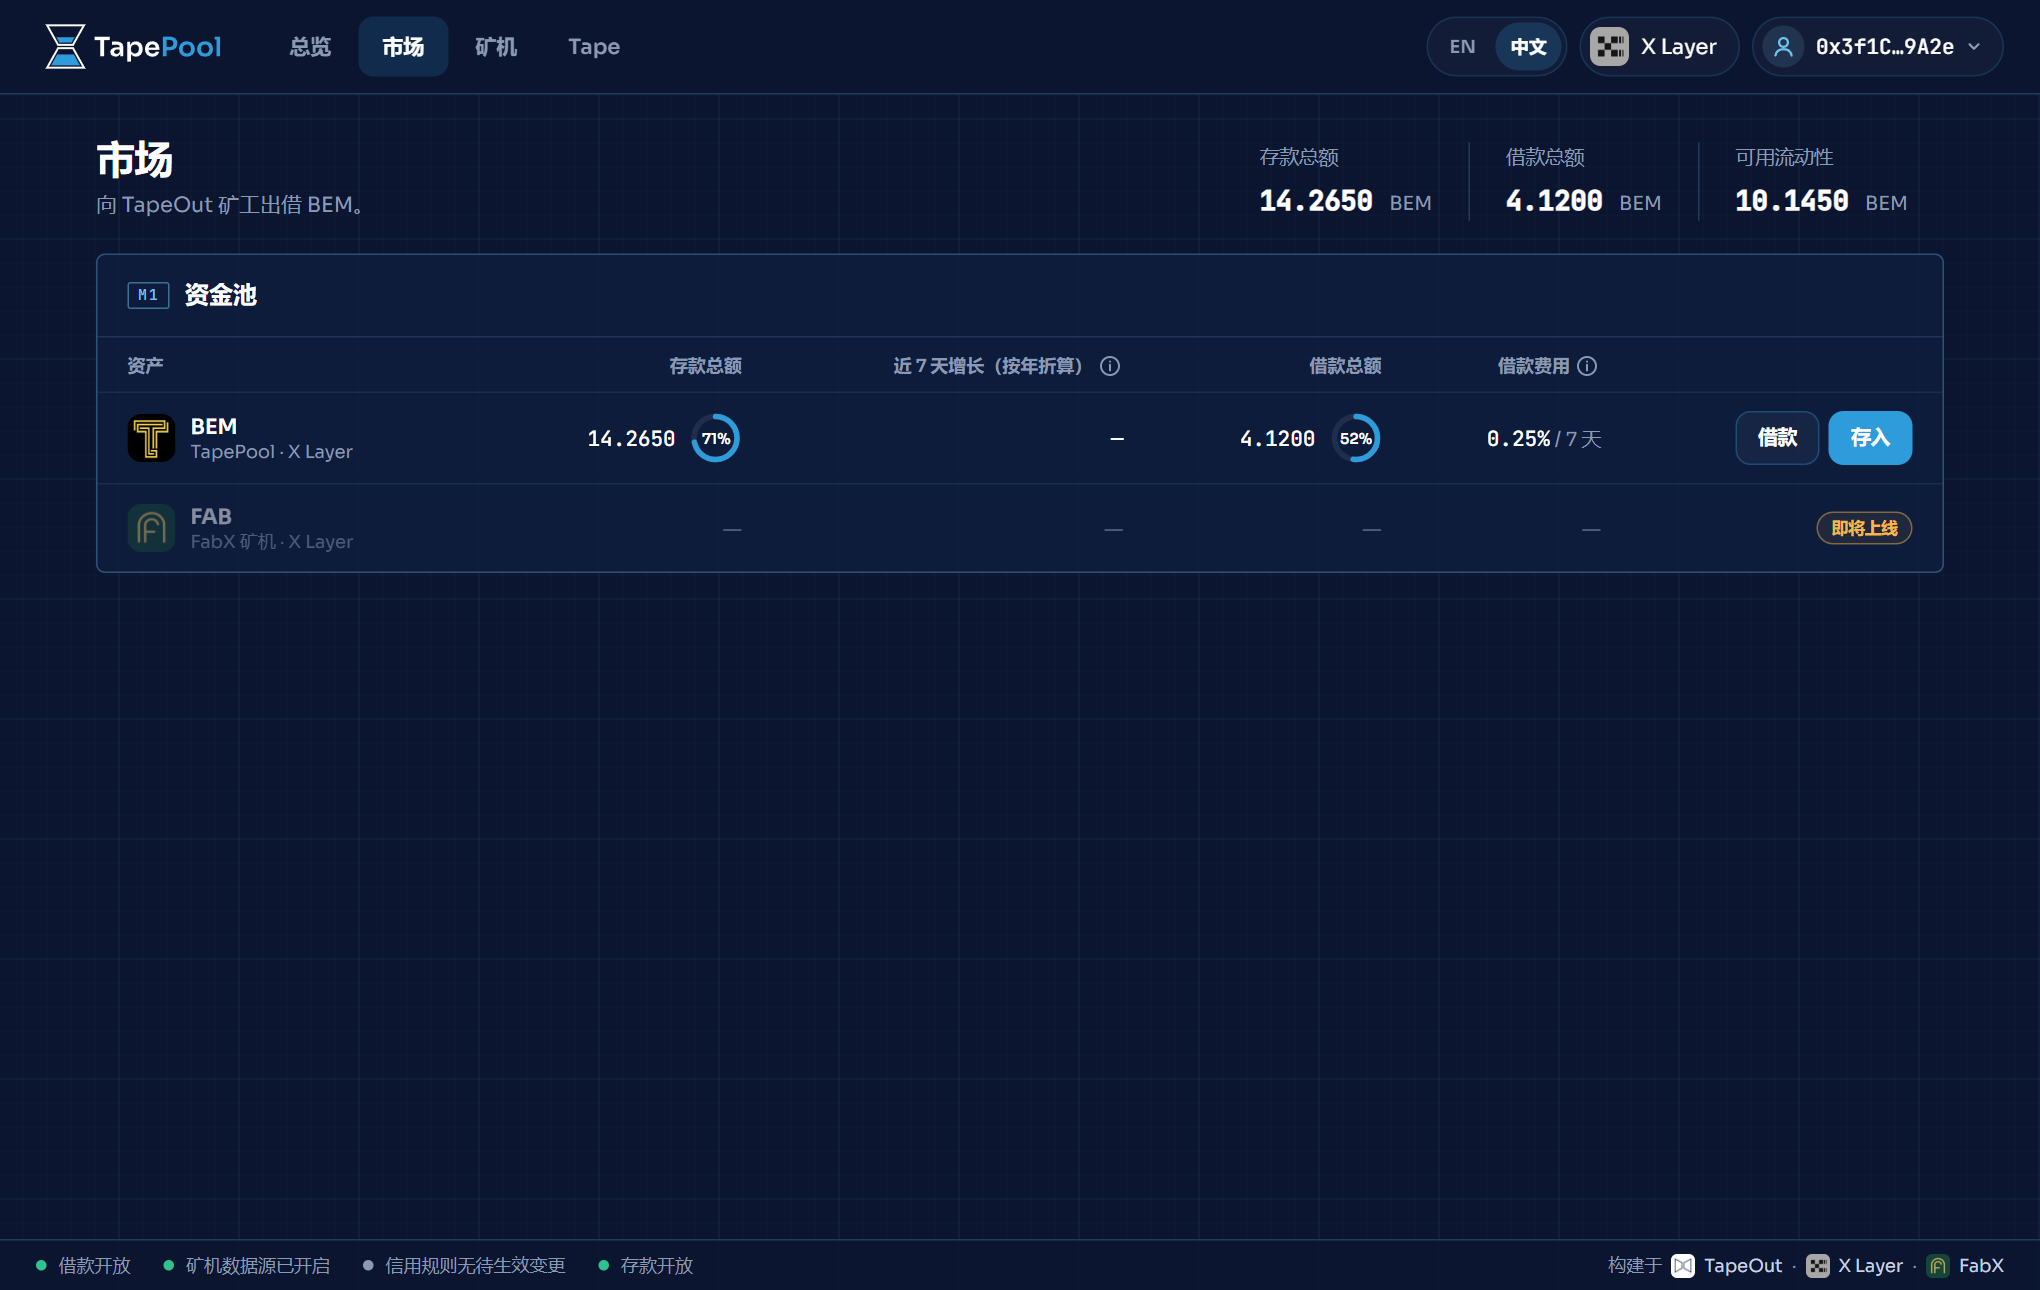 TapePool
总览
市场
矿机
Tape
EN
中文
X Layer
0x3f1C…9A2e
市场
向 TapeOut 矿工出借 BEM。
存款总额
14.2650 BEM
借款总额
4.1200 BEM
可用流动性
10.1450 BEM
M1 资金池
资产
存款总额
近 7 天增长（按年折算）
借款总额
借款费用
BEM
TapePool · X Layer
14.2650
71%
—
4.1200
52%
0.25% / 7 天
借款
存入
FAB
FabX 矿机 · X Layer
—
—
—
—
即将上线
借款开放
矿机数据源已开启
信用规则无待生效变更
存款开放
构建于 TapeOut · X Layer · FabX